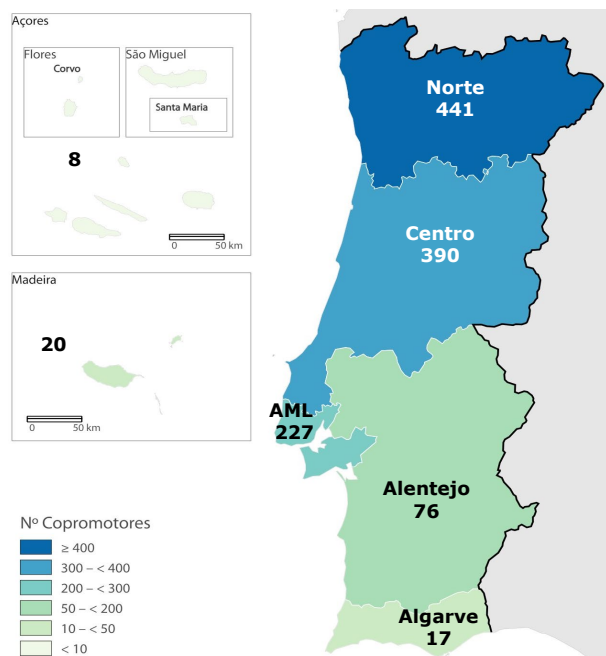 Açores
Flores
Corvo
São Miguel
Santa Maria
8
0 50 km
Madeira
20
0 50 km
Norte
441
Centro
390
AML
227
Alentejo
76
Algarve
17
Nº Copromotores
≥ 400
300 – < 400
200 – < 300
50 – < 200
10 – < 50
< 10